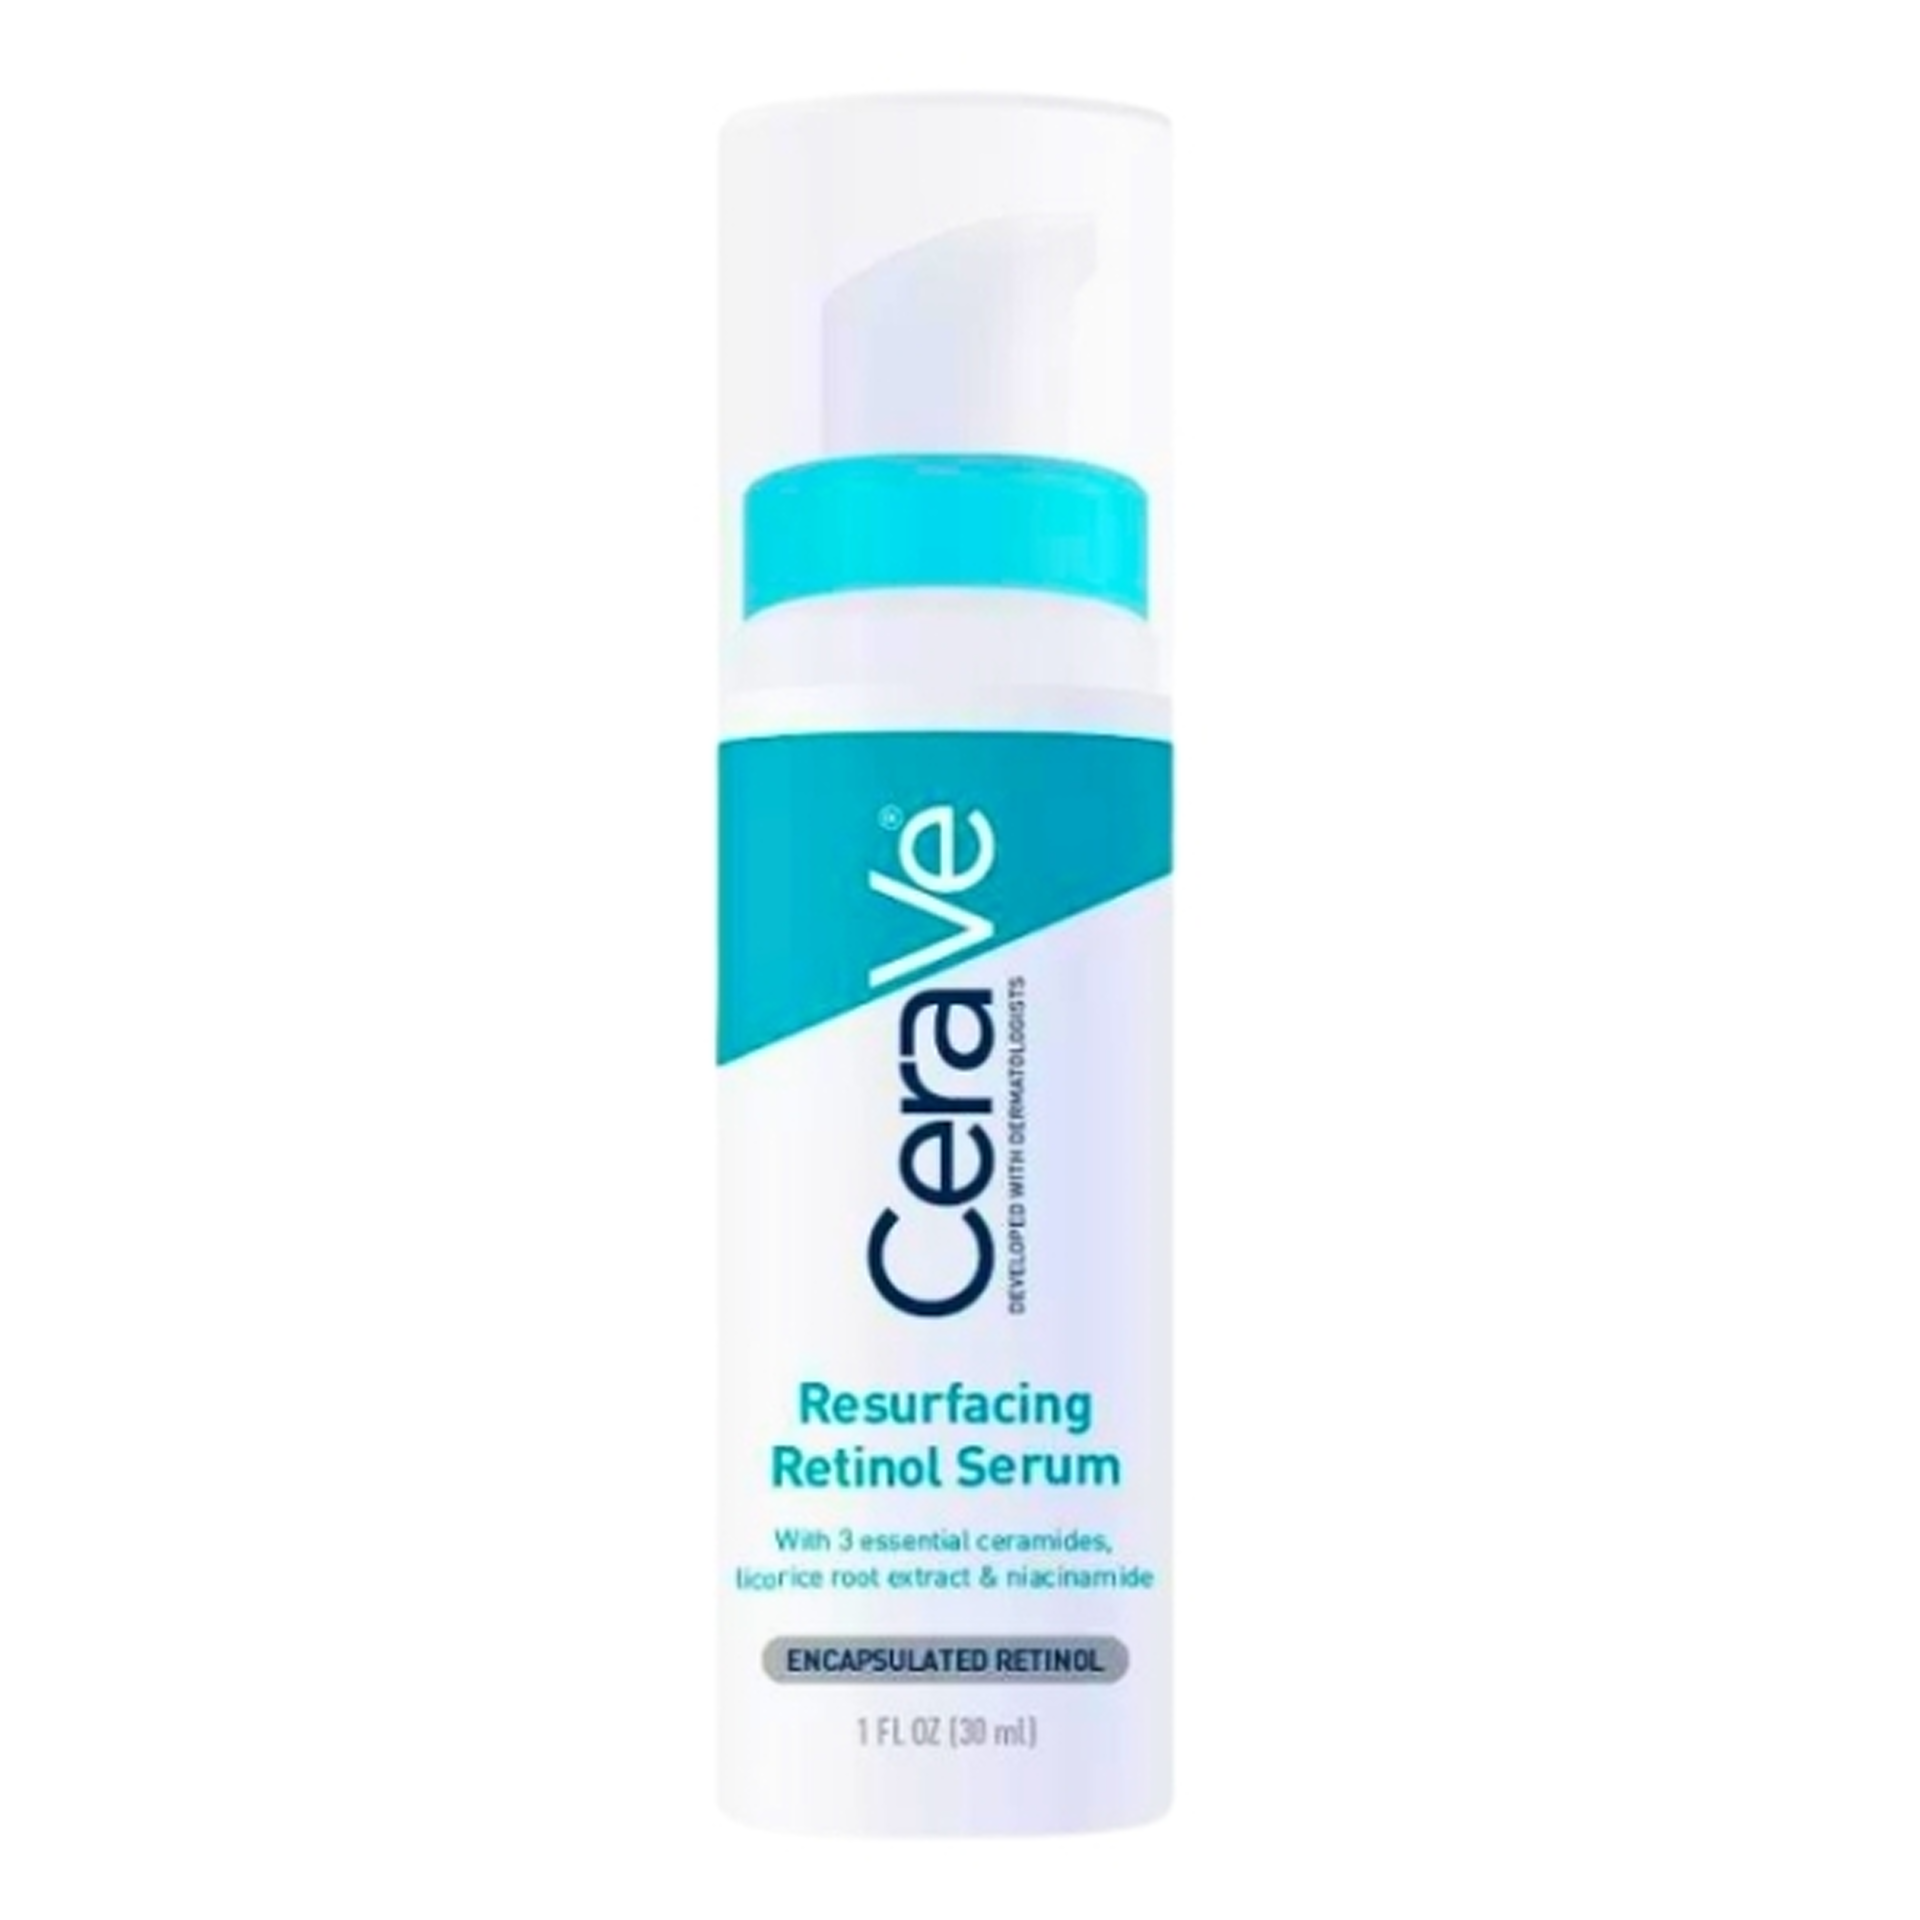 CeraVe®
DEVELOPED WITH DERMATOLOGISTS
Resurfacing
Retinol Serum
With 3 essential ceramides,
licorice root extract & niacinamide
ENCAPSULATED RETINOL
1 FL OZ (30 ml)